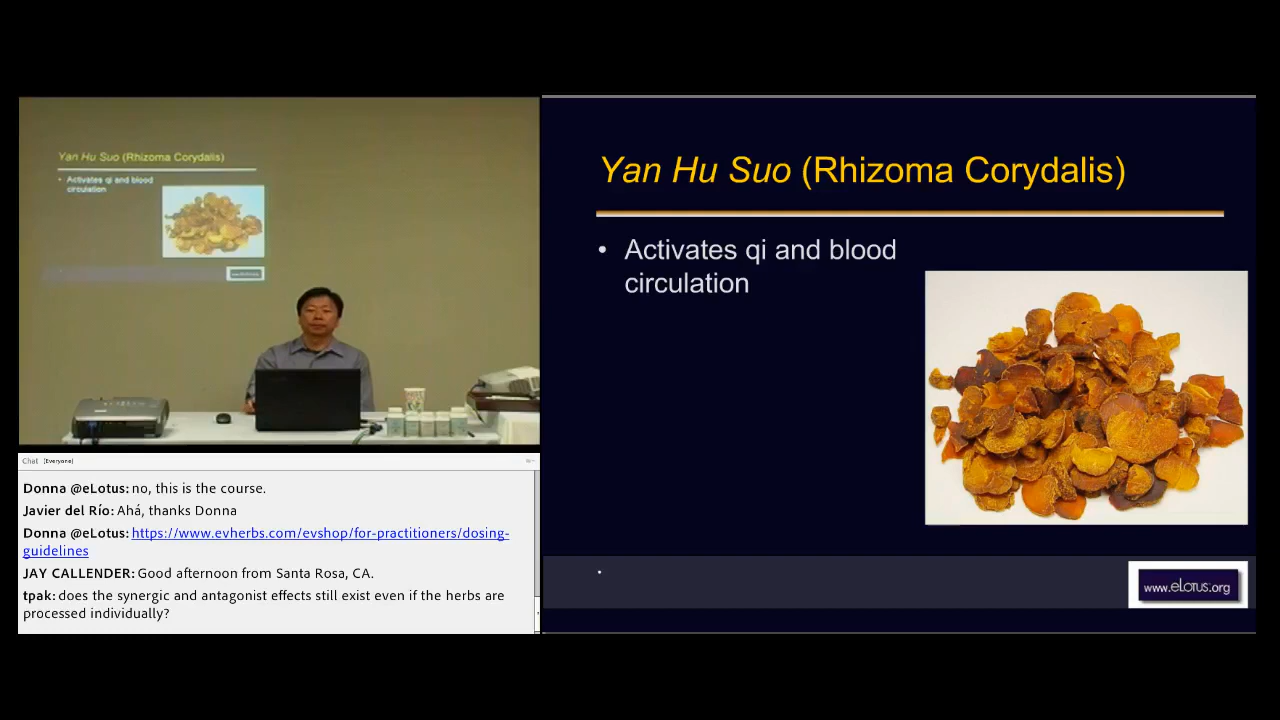 Yan Hu Suo (Rhizoma Corydalis)
• Activates qi and blood
circulation
Yan Hu Suo (Rhizoma Corydalis)
• Activates qi and blood
circulation
www.eLotus.org
Chat (Everyone)
Donna @eLotus: no, this is the course.
Javier del Río: Ahá, thanks Donna
Donna @eLotus: https://www.evherbs.com/evshop/for-practitioners/dosing-
guidelines
JAY CALLENDER: Good afternoon from Santa Rosa, CA.
tpak: does the synergic and antagonist effects still exist even if the herbs are
processed individually?